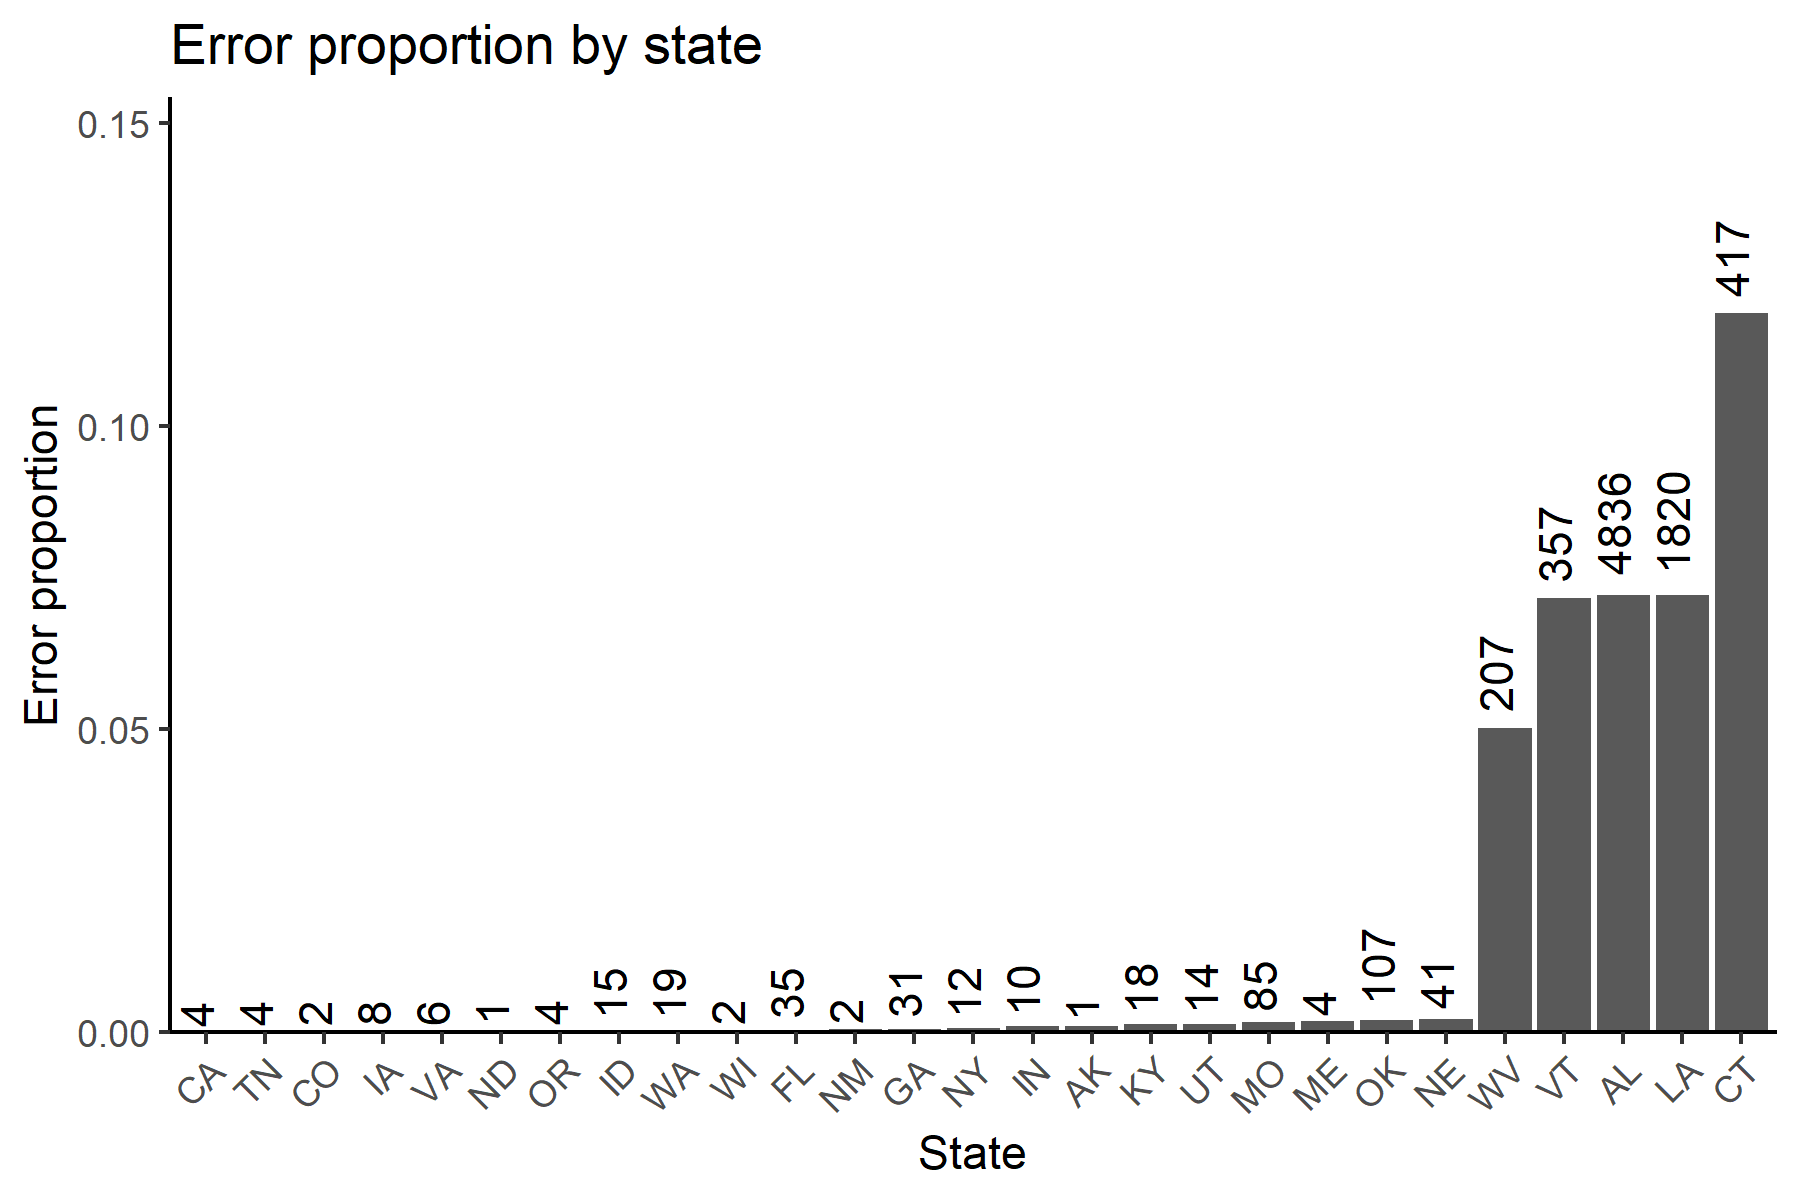 Error proportion by state
0.15
0.10
0.05
0.00
Error proportion
4 4 2 8 6 1 4 15 19 2 35 2 31 12 10 1 18 14 85 4 107 41 207 357 4836 1820 417
CA TN CO IA VA ND OR ID WA WI FL NM GA NY IN AK KY UT MO ME OK NE WV VT AL LA CT
State